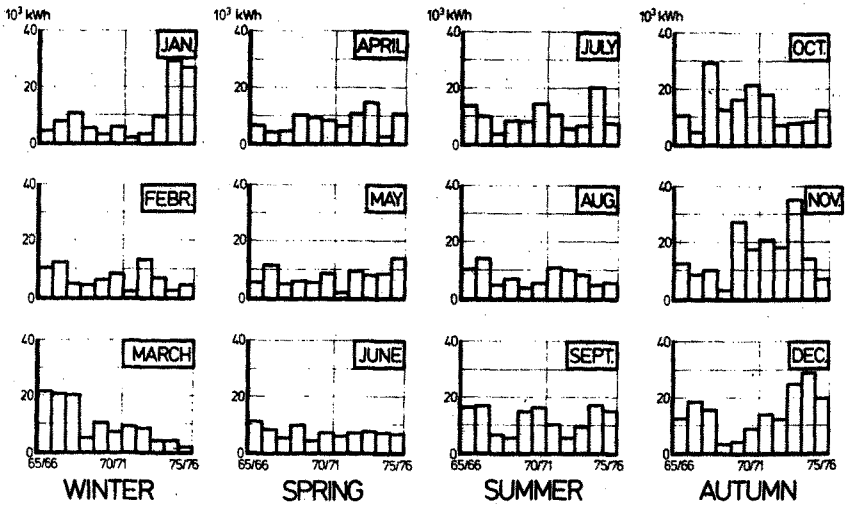 10³ kWh 10³ kWh 10³ kWh 10³ kWh
40 JAN. 40 APRIL 40 JULY 40 OCT.
20 20 20 20
0 0 0 0
40 FEBR. 40 MAY 40 AUG. 40 NOV.
20 20 20 20
0 0 0 0
40 MARCH 40 JUNE 40 SEPT. 40 DEC.
20 20 20 20
0 0 0 0
65/66 70/71 75/76 65/66 70/71 75/76 65/66 70/71 75/76 65/66 70/71 75/76
WINTER SPRING SUMMER AUTUMN